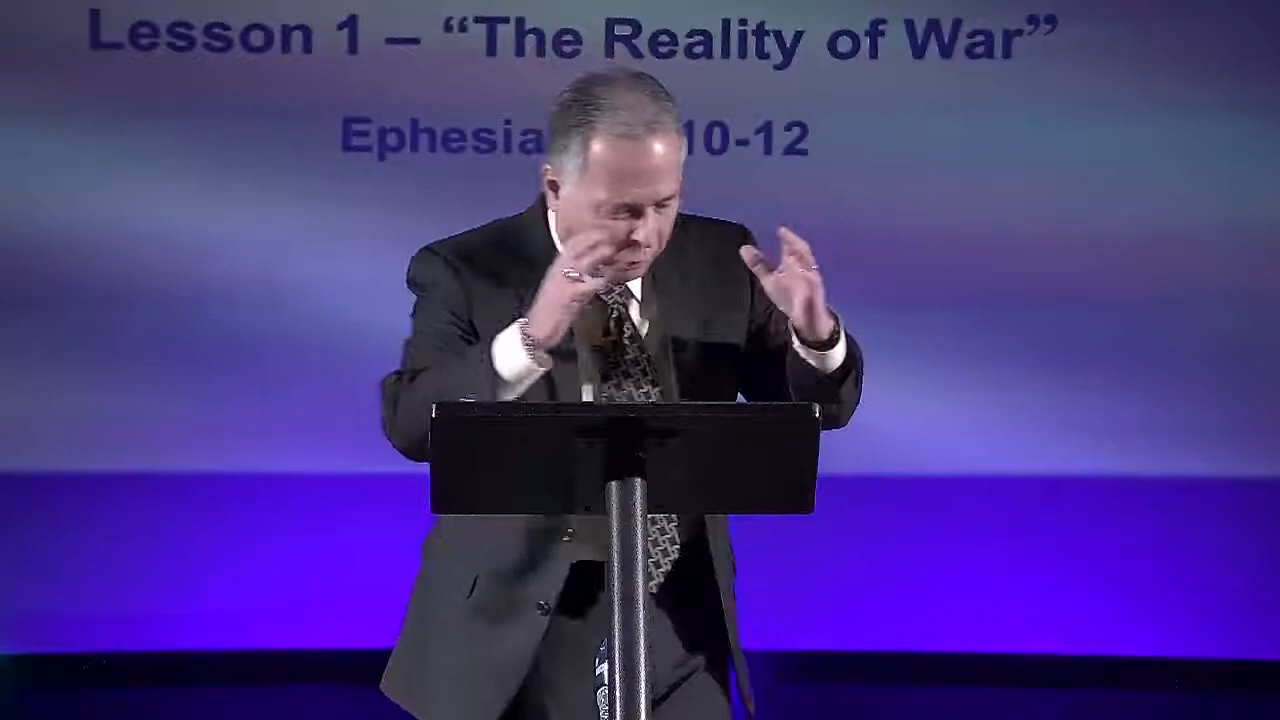 Lesson 1 – “The Reality of War”
Ephesia 10-12